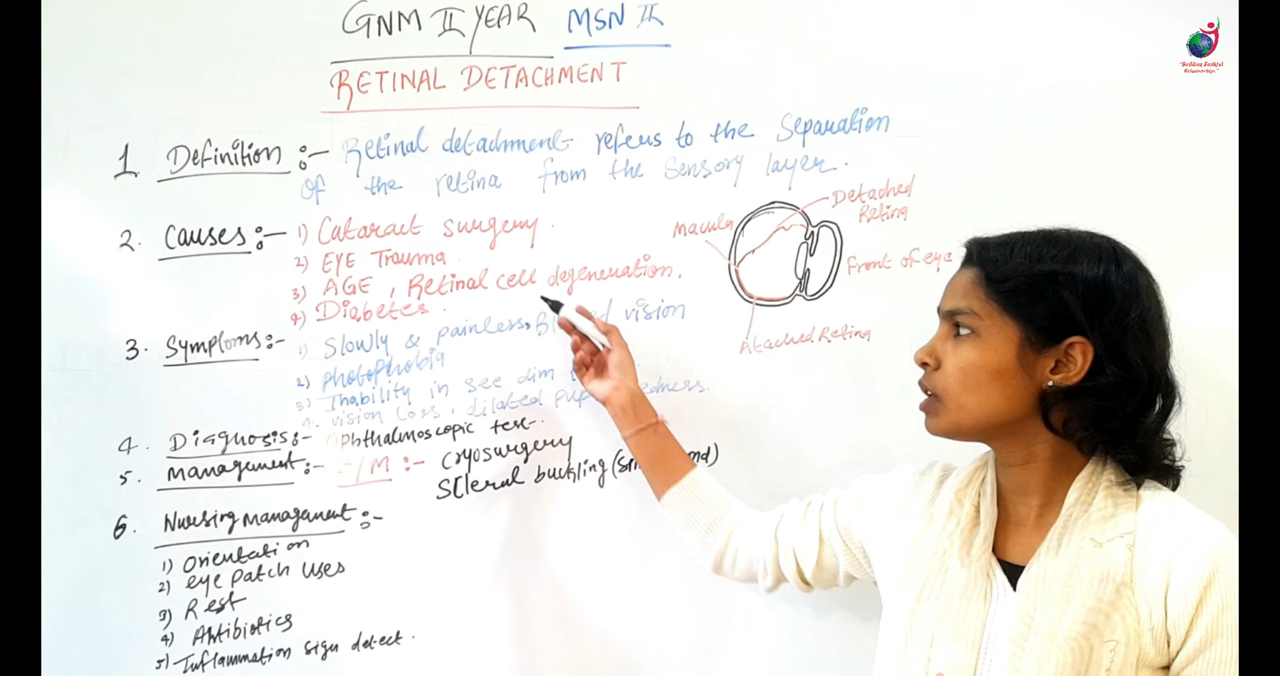 GNM II YEAR MSN II
RETINAL DETACHMENT
"Building Faithful
Relationships"
1. Definition :- Retinal detachment refers to the Separation
of the retina from the sensory layer.
2. Causes :- 1) Cataract surgery.
2) EYE Trauma.
3) AGE, Retinal cell degeneration.
4) Diabetes.
Macula
Detached
Retina
Front of eye
Atached Retina
3. Symptoms :- 1) Slowly & painless, vision
2) Photophobia
3) Inability in see dim
4. vision Loss, dilated
4. Diagnosis :- Ophthalmoscopic test-.
5. Management :- /M :- Cryosurgery
Scleral buckling
6. Nursing management :-
1) Orientation
2) eye patch uses
3) Rest
4) Antibiotics
5) Inflammation sign detect.